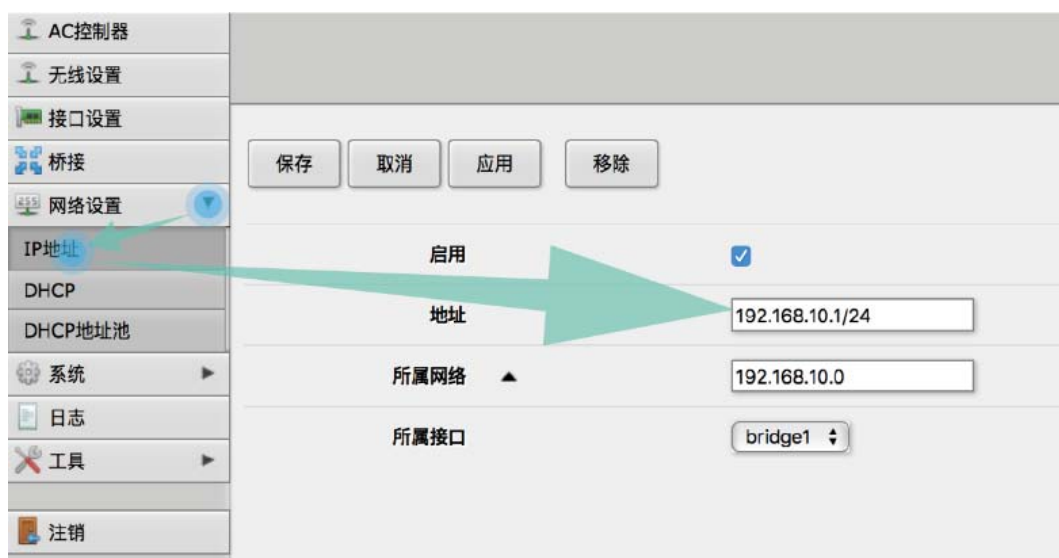 AC控制器
无线设置
接口设置
桥接
网络设置
IP地址
DHCP
DHCP地址池
系统
日志
工具
注销
保存 取消 应用 移除
启用
地址 192.168.10.1/24
所属网络 192.168.10.0
所属接口 bridge1